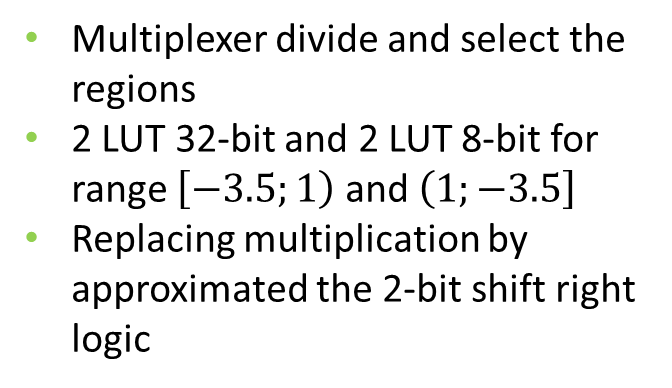 • Multiplexer divide and select the
regions
• 2 LUT 32-bit and 2 LUT 8-bit for
range [−3.5; 1) and (1; −3.5]
• Replacing multiplication by
approximated the 2-bit shift right
logic